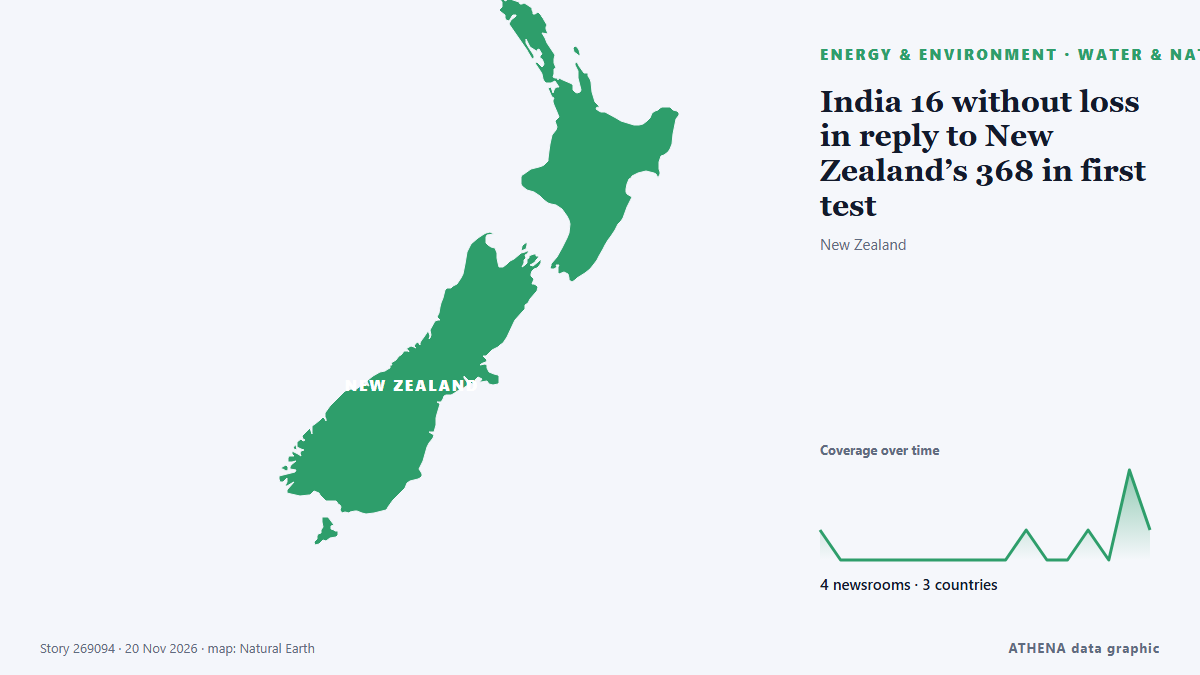 ENERGY & ENVIRONMENT · WATER & NAT
India 16 without loss
in reply to New
Zealand’s 368 in first
test
New Zealand
NEW ZEALAND
Coverage over time
4 newsrooms · 3 countries
Story 269094 · 20 Nov 2026 · map: Natural Earth
ATHENA data graphic